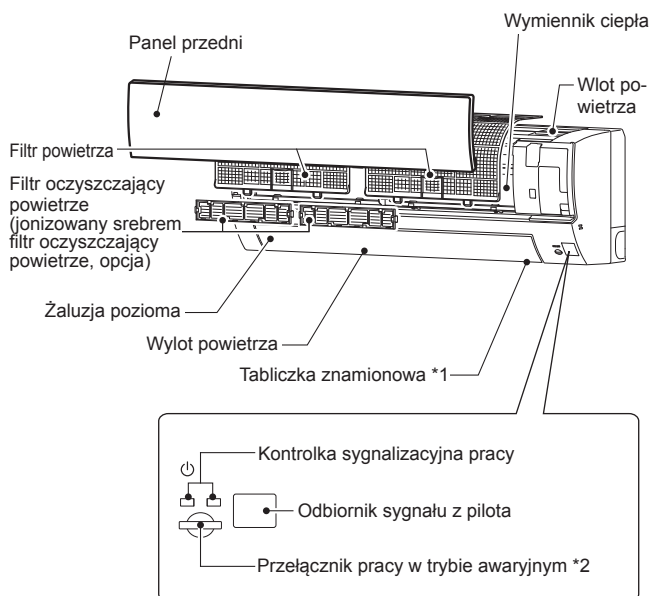 Wymiennik ciepła
Panel przedni
Wlot po-
wietrza
Filtr powietrza
Filtr oczyszczający
powietrze
(jonizowany srebrem
filtr oczyszczający
powietrze, opcja)
Żaluzja pozioma
Wylot powietrza
Tabliczka znamionowa *1
Kontrolka sygnalizacyjna pracy
Odbiornik sygnału z pilota
Przełącznik pracy w trybie awaryjnym *2